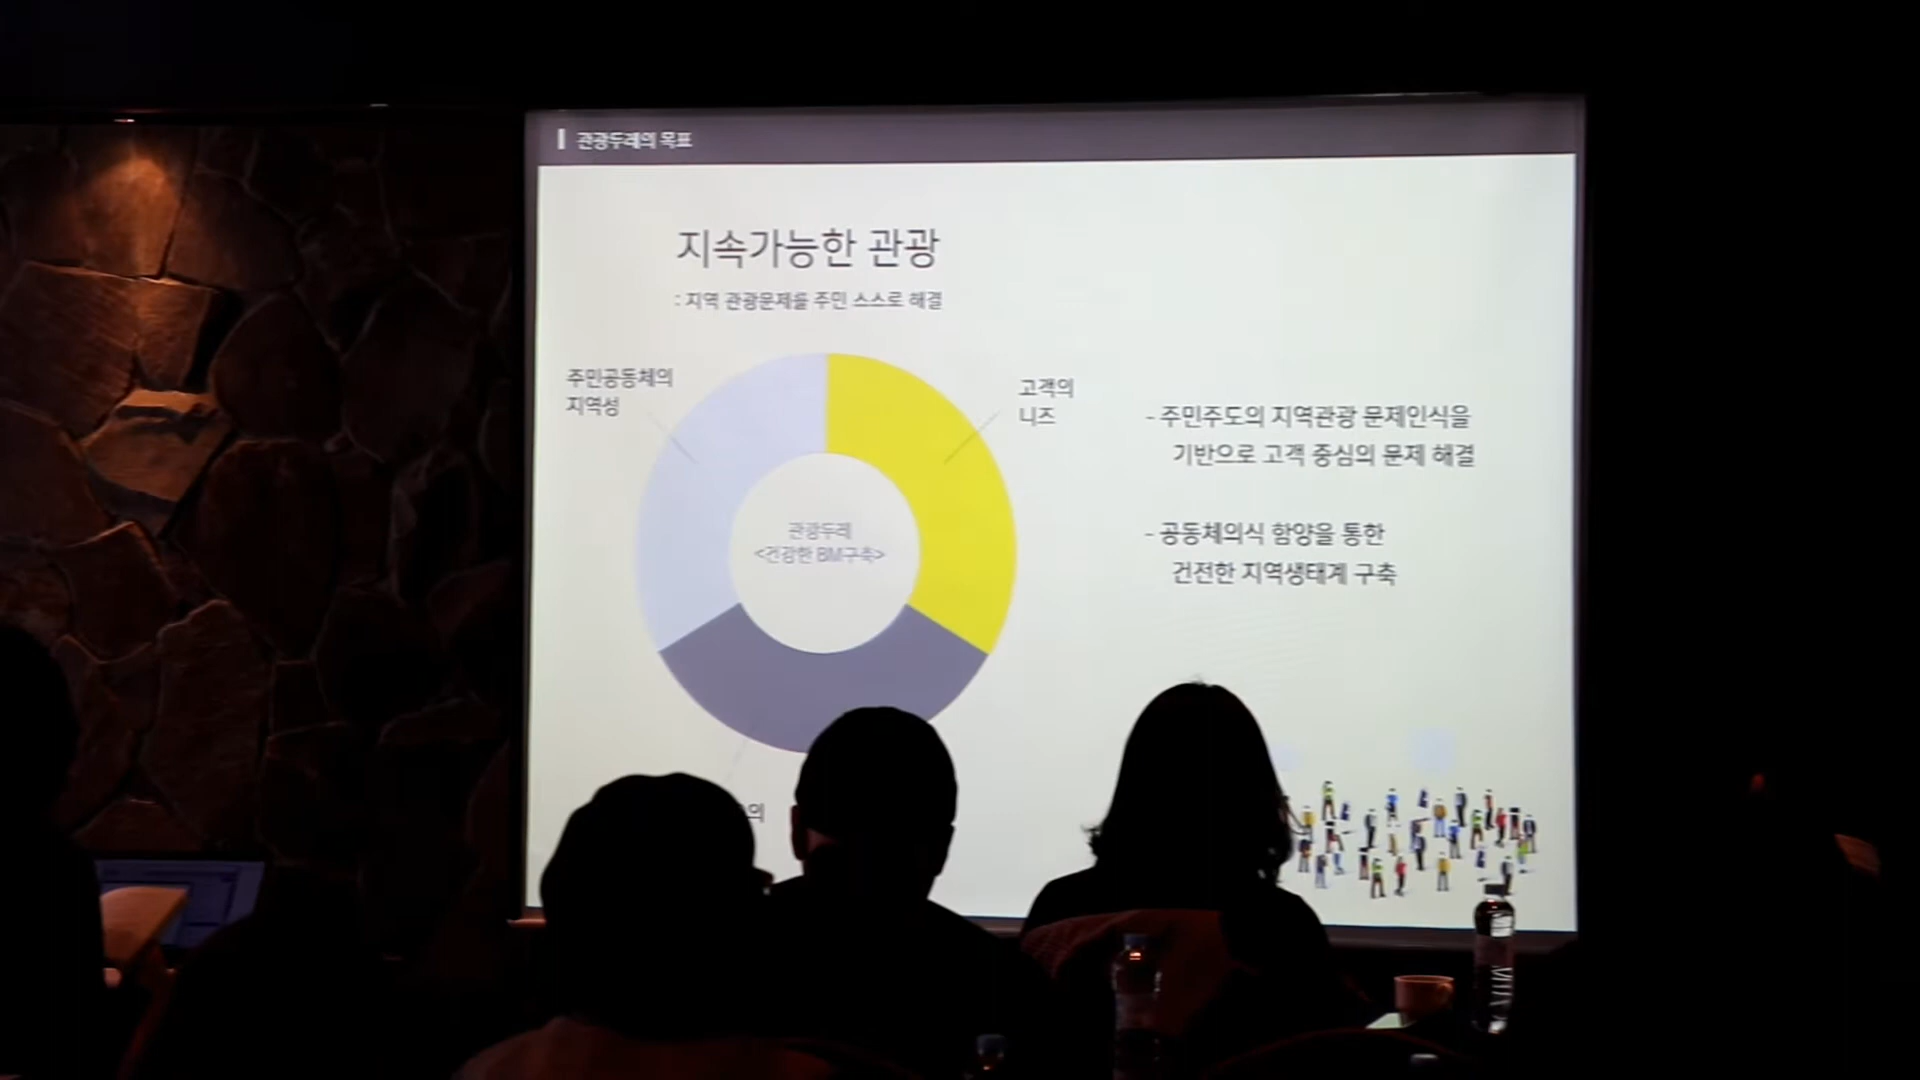 관광두레의 목표
지속가능한 관광
: 지역 관광문제를 주민 스스로 해결
주민공동체의
지역성
고객의
니즈
관광두레
<건강한 BM구축>
- 주민주도의 지역관광 문제인식을
기반으로 고객 중심의 문제 해결
- 공동체의식 함양을 통한
건전한 지역생태계 구축